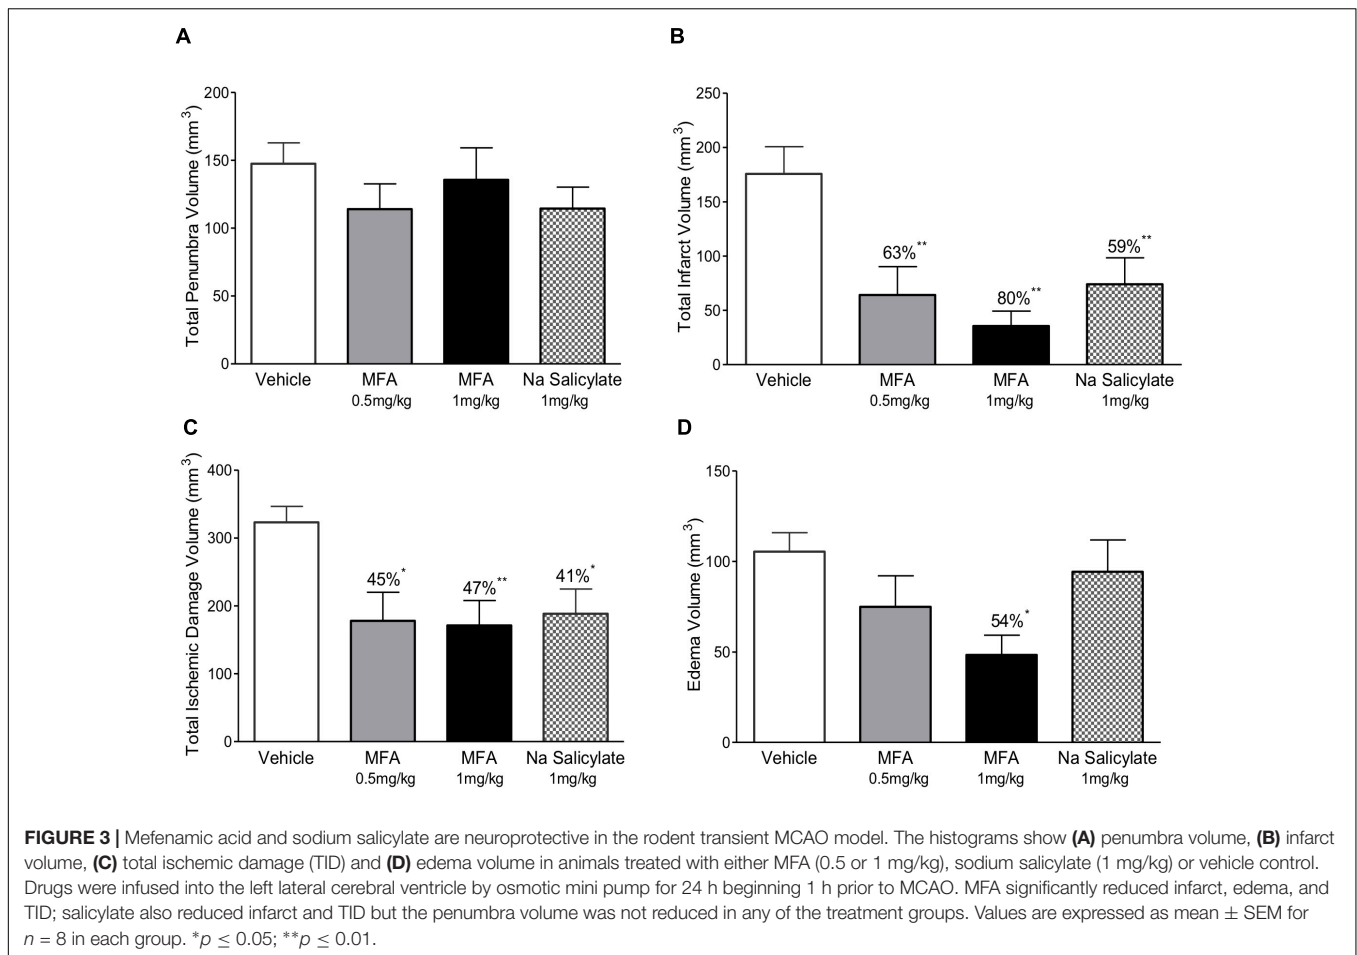 A
Total Penumbra Volume (mm3)
200
150
100
50
0
Vehicle
MFA
0.5mg/kg
MFA
1mg/kg
Na Salicylate
1mg/kg
B
Total Infarct Volume (mm3)
250
200
150
100
50
0
63%**
80%**
59%**
Vehicle
MFA
0.5mg/kg
MFA
1mg/kg
Na Salicylate
1mg/kg
C
Total Ischemic Damage Volume (mm3)
400
300
200
100
0
45%*
47%**
41%*
Vehicle
MFA
0.5mg/kg
MFA
1mg/kg
Na Salicylate
1mg/kg
D
Edema Volume (mm3)
150
100
50
0
54%*
Vehicle
MFA
0.5mg/kg
MFA
1mg/kg
Na Salicylate
1mg/kg
FIGURE 3 | Mefenamic acid and sodium salicylate are neuroprotective in the rodent transient MCAO model. The histograms show (A) penumbra volume, (B) infarct
volume, (C) total ischemic damage (TID) and (D) edema volume in animals treated with either MFA (0.5 or 1 mg/kg), sodium salicylate (1 mg/kg) or vehicle control.
Drugs were infused into the left lateral cerebral ventricle by osmotic mini pump for 24 h beginning 1 h prior to MCAO. MFA significantly reduced infarct, edema, and
TID; salicylate also reduced infarct and TID but the penumbra volume was not reduced in any of the treatment groups. Values are expressed as mean ± SEM for
n = 8 in each group. *p ≤ 0.05; **p ≤ 0.01.